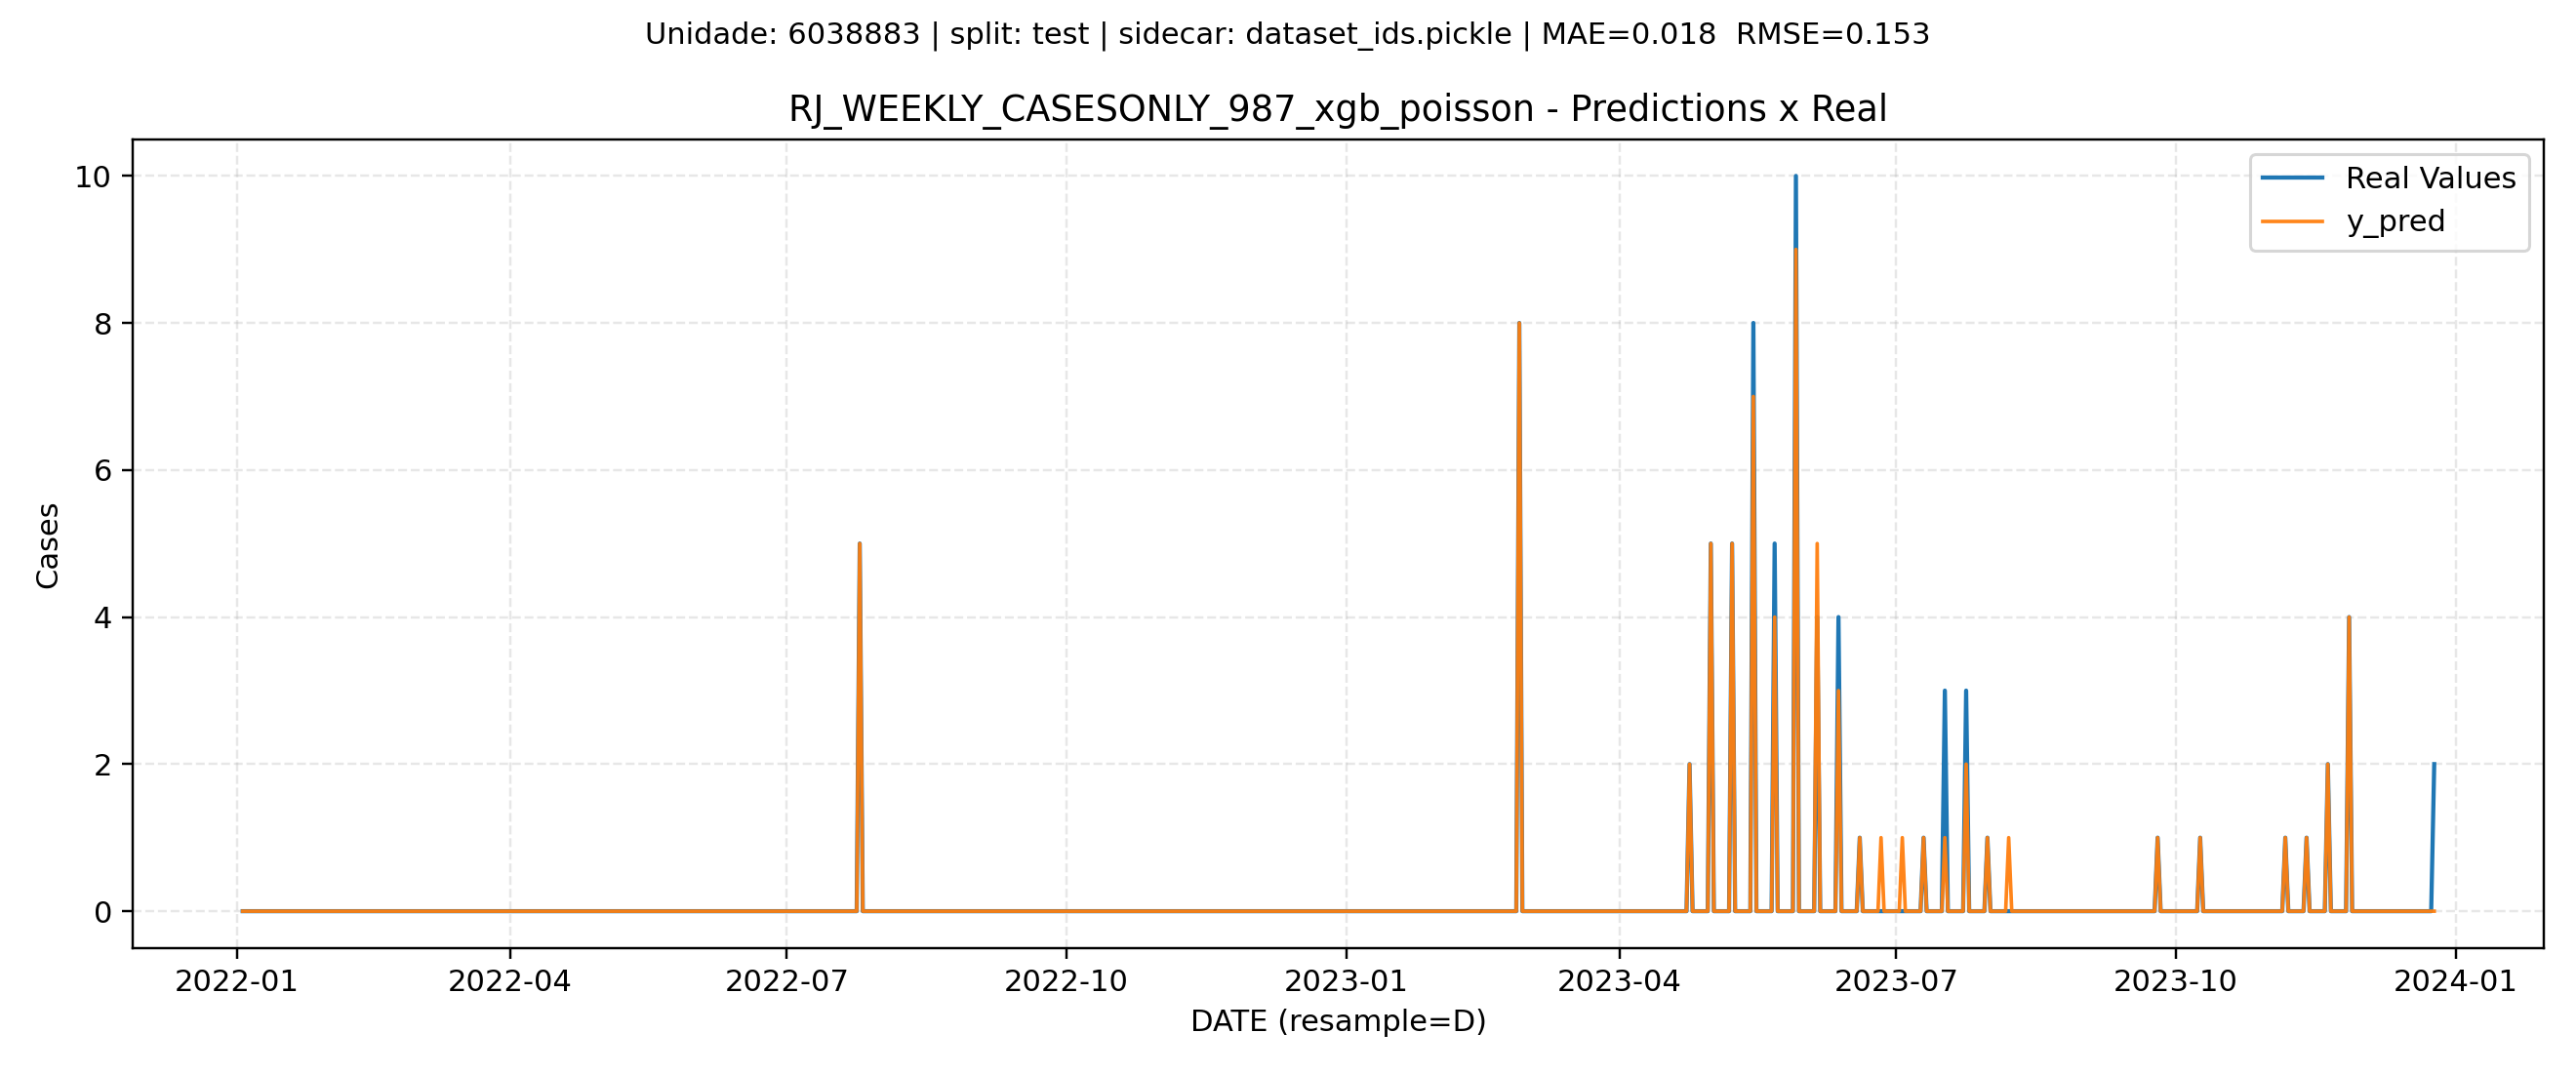 Unidade: 6038883 | split: test | sidecar: dataset_ids.pickle | MAE=0.018  RMSE=0.153
RJ_WEEKLY_CASESONLY_987_xgb_poisson - Predictions x Real
Real Values
y_pred
10
8
6
4
2
0
Cases
2022-01
2022-04
2022-07
2022-10
2023-01
2023-04
2023-07
2023-10
2024-01
DATE (resample=D)